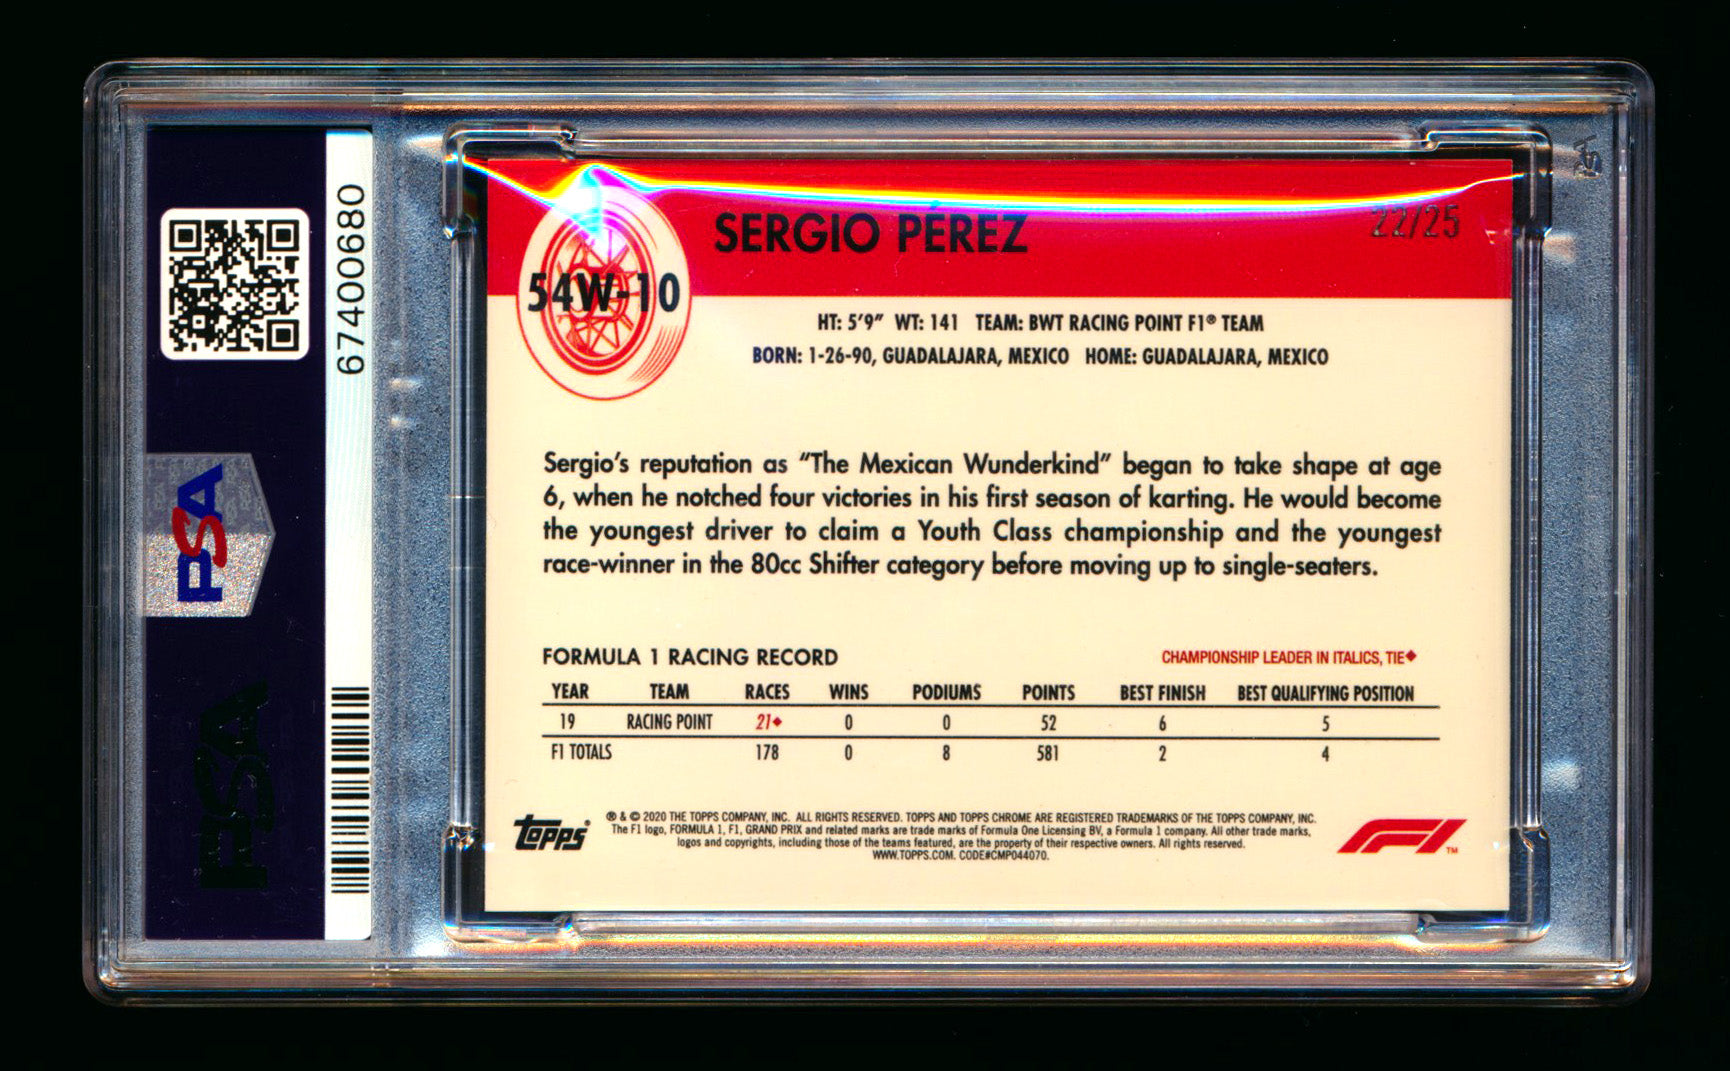 67400680
PSA
PSA
SERGIO PÉREZ
22/25
54W-10
HT: 5'9" WT: 141 TEAM: BWT RACING POINT F1® TEAM
BORN: 1-26-90, GUADALAJARA, MEXICO HOME: GUADALAJARA, MEXICO
Sergio's reputation as "The Mexican Wunderkind" began to take shape at age
6, when he notched four victories in his first season of karting. He would become
the youngest driver to claim a Youth Class championship and the youngest
race-winner in the 80cc Shifter category before moving up to single-seaters.
FORMULA 1 RACING RECORD CHAMPIONSHIP LEADER IN ITALICS, TIE♦
YEAR TEAM RACES WINS PODIUMS POINTS BEST FINISH BEST QUALIFYING POSITION
19 RACING POINT 21♦ 0 0 52 6 5
F1 TOTALS 178 0 8 581 2 4
Topps®
® & © 2020 THE TOPPS COMPANY, INC. ALL RIGHTS RESERVED. TOPPS AND TOPPS CHROME ARE REGISTERED TRADEMARKS OF THE TOPPS COMPANY, INC.
The F1 logo, FORMULA 1, F1, GRAND PRIX and related marks are trade marks of Formula One Licensing BV, a Formula 1 company. All other trade marks,
logos and copyrights, including those of the teams featured, are the property of their respective owners. All rights reserved.
WWW.TOPPS.COM. CODE#CMP044070.
F1™